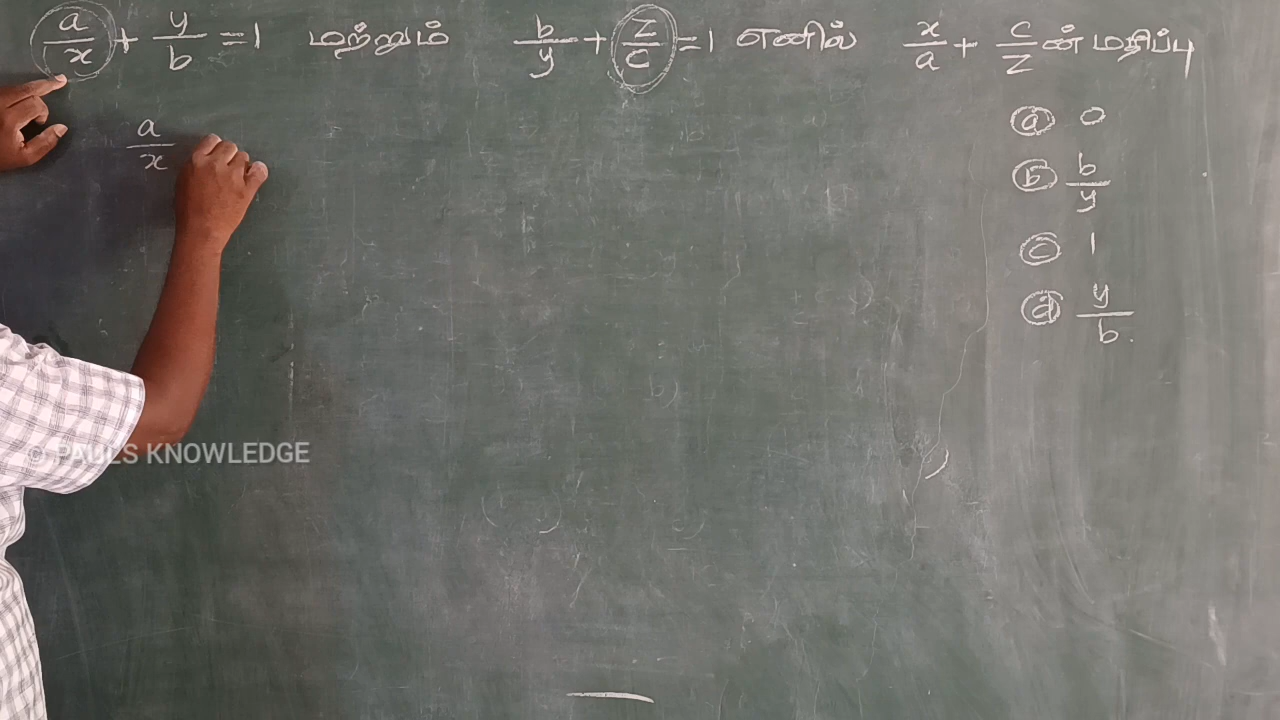 a/x + y/b = 1 மற்றும் b/y + z/c = 1 எனில் x/a + c/z ன் மதிப்பு
a/x
ⓐ 0
ⓑ b/y
ⓒ 1
ⓓ y/b.
© PAULS KNOWLEDGE